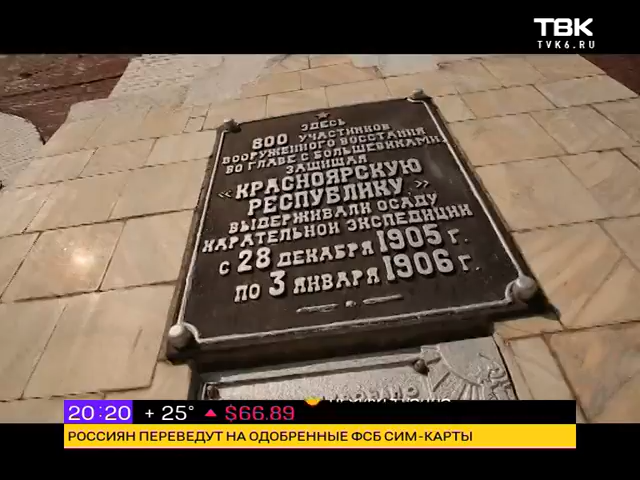 ТВК
TVK6.RU
ЗДЕСЬ
800 УЧАСТНИКОВ
ВООРУЖЕННОГО ВОССТАНИЯ
ВО ГЛАВЕ С БОЛЬШЕВИКАМИ,
ЗАЩИЩАЯ
«КРАСНОЯРСКУЮ
РЕСПУБЛИКУ»
ВЫДЕРЖИВАЛИ ОСАДУ
КАРАТЕЛЬНОЙ ЭКСПЕДИЦИИ
С 28 ДЕКАБРЯ 1905 г.
ПО 3 ЯНВАРЯ 1906 г.
20:20 + 25° ▲ $66.89
РОССИЯН ПЕРЕВЕДУТ НА ОДОБРЕННЫЕ ФСБ СИМ-КАРТЫ